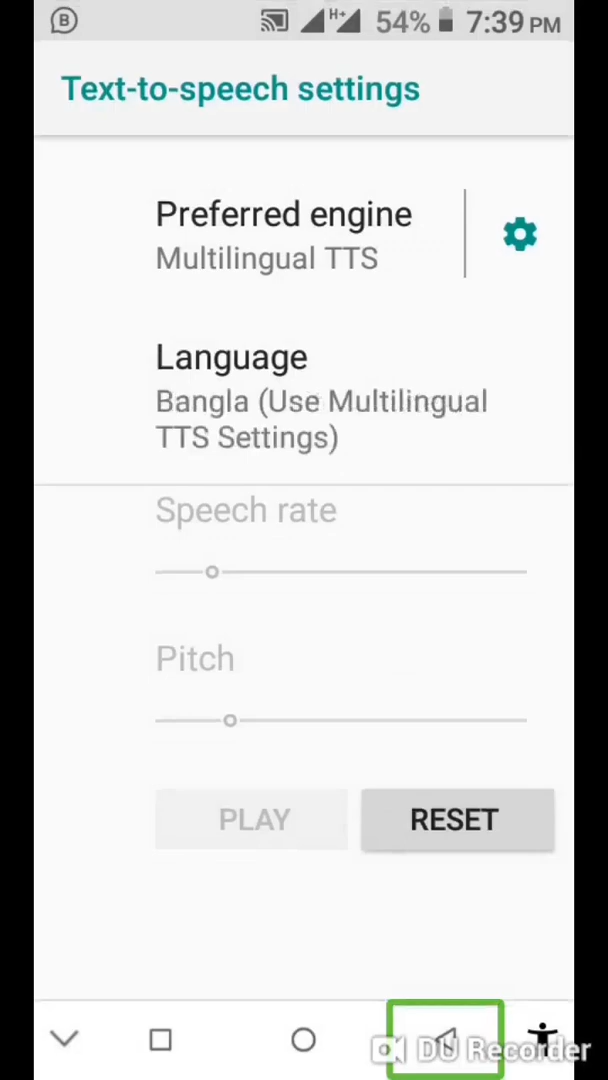 B
H+ 54% 7:39 PM
Text-to-speech settings
Preferred engine
Multilingual TTS
Language
Bangla (Use Multilingual
TTS Settings)
Speech rate
Pitch
PLAY RESET
DU Recorder